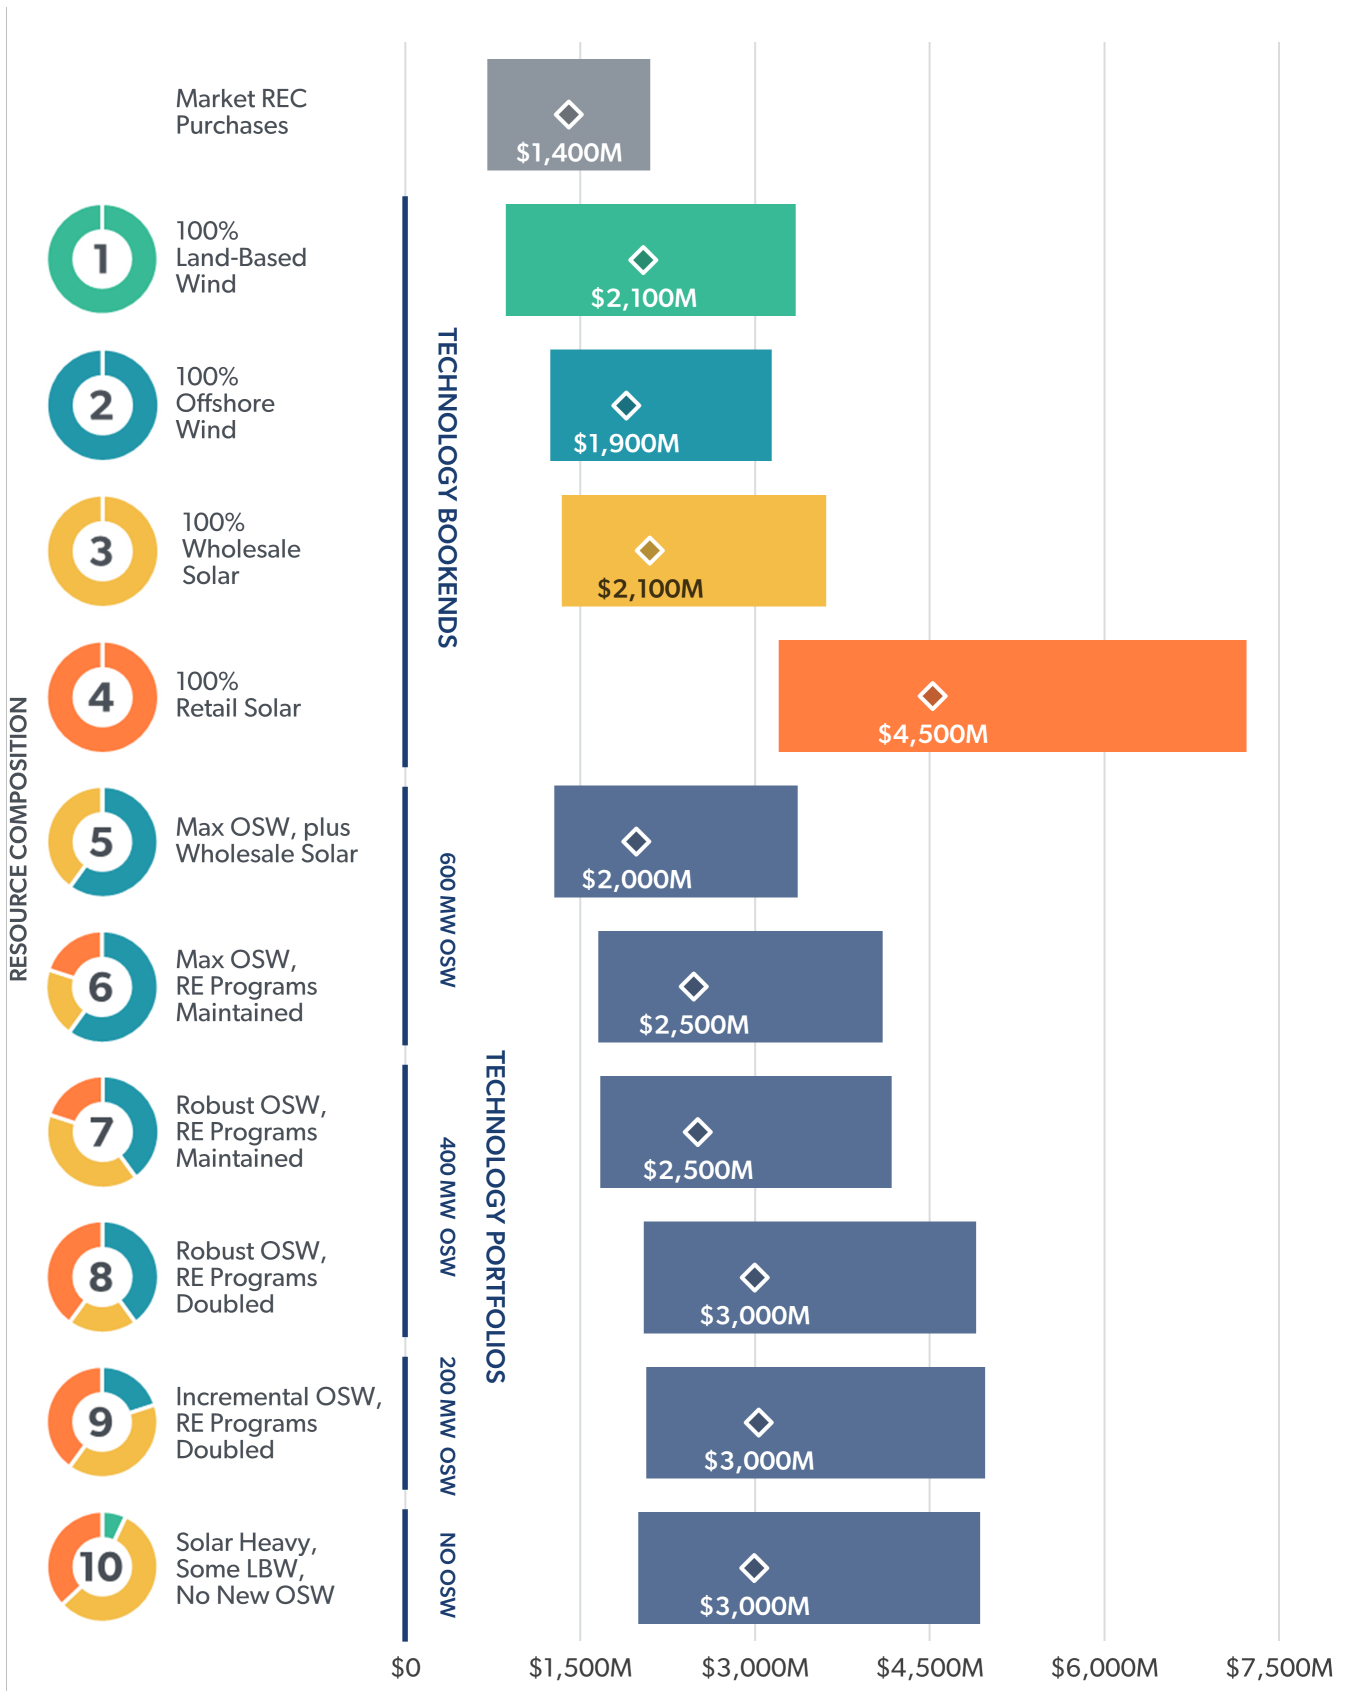 Market REC
Purchases
$1,400M
1
100%
Land-Based
Wind
$2,100M
2
100%
Offshore
Wind
$1,900M
3
100%
Wholesale
Solar
$2,100M
4
100%
Retail Solar
$4,500M
TECHNOLOGY BOOKENDS
RESOURCE COMPOSITION
5
Max OSW, plus
Wholesale Solar
$2,000M
6
Max OSW,
RE Programs
Maintained
$2,500M
600 MW OSW
7
Robust OSW,
RE Programs
Maintained
$2,500M
8
Robust OSW,
RE Programs
Doubled
$3,000M
400 MW OSW
TECHNOLOGY PORTFOLIOS
9
Incremental OSW,
RE Programs
Doubled
$3,000M
200 MW OSW
10
Solar Heavy,
Some LBW,
No New OSW
$3,000M
NO OSW
$0
$1,500M
$3,000M
$4,500M
$6,000M
$7,500M